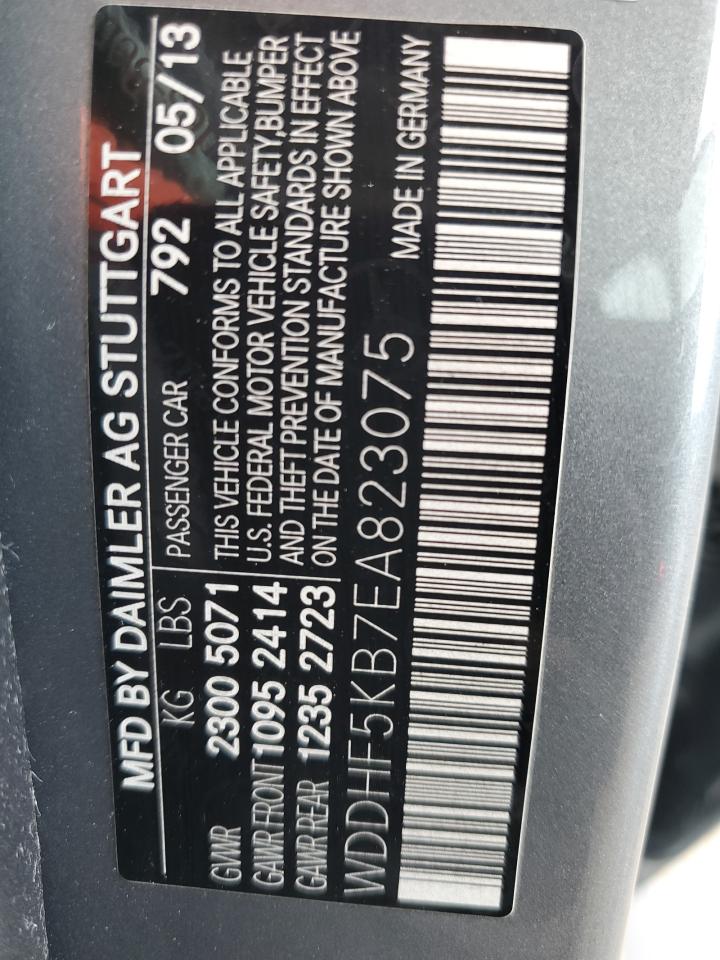 MFD BY DAIMLER AG STUTTGART
KG LBS PASSENGER CAR 792 05/13
GVWR 2300 5071 THIS VEHICLE CONFORMS TO ALL APPLICABLE
GAWR FRONT 1095 2414 U.S. FEDERAL MOTOR VEHICLE SAFETY,BUMPER
GAWR REAR 1235 2723 AND THEFT PREVENTION STANDARDS IN EFFECT
ON THE DATE OF MANUFACTURE SHOWN ABOVE
WDDHF5KB7EA823075 MADE IN GERMANY